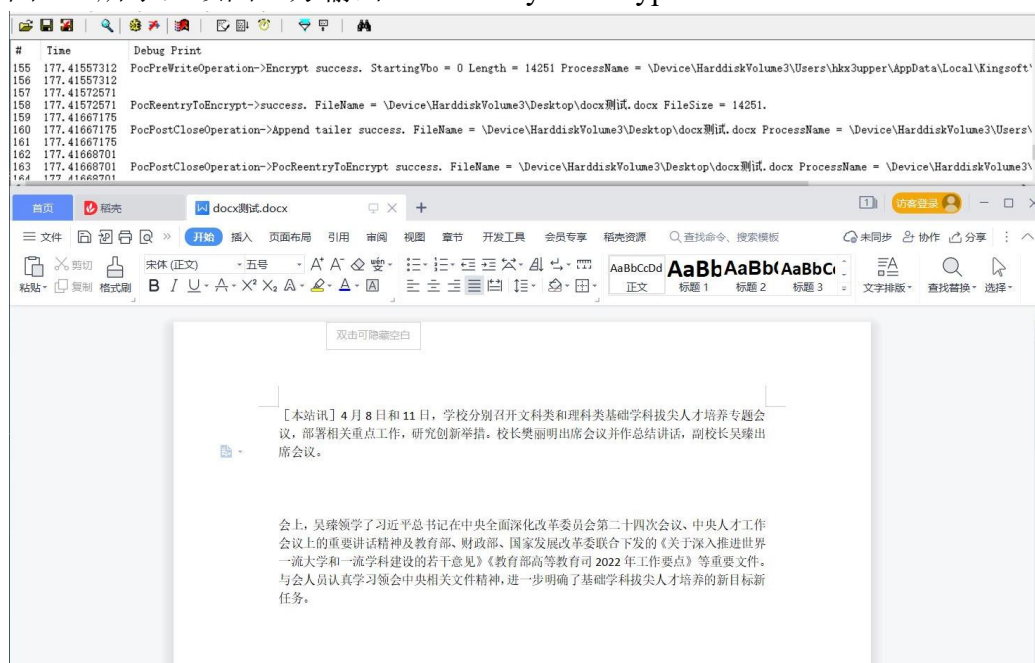 # Time Debug Print
155 177.41557312 PocPreWriteOperation->Encrypt success. StartingVbo = 0 Length = 14251 ProcessName = \Device\HarddiskVolume3\Users\hkx3upper\AppData\Local\Kingsoft\
156 177.41557312
157 177.41572571
158 177.41572571 PocReentryToEncrypt->success. FileName = \Device\HarddiskVolume3\Desktop\docx测试.docx FileSize = 14251.
159 177.41667175
160 177.41667175 PocPostCloseOperation->Append tailer success. FileName = \Device\HarddiskVolume3\Desktop\docx测试.docx ProcessName = \Device\HarddiskVolume3\Users\
161 177.41667175
162 177.41668701
163 177.41668701 PocPostCloseOperation->PocReentryToEncrypt success. FileName = \Device\HarddiskVolume3\Desktop\docx测试.docx ProcessName = \Device\HarddiskVolume3\
164 177.41668701
首页 稻壳 docx测试.docx 访客登录
文件 开始 插入 页面布局 引用 审阅 视图 章节 开发工具 会员专享 稻壳资源 查找命令、搜索模板 未同步 协作 分享
粘贴 剪切 复制 格式刷 宋体 (正文) 五号 AaBbCcDd AaBb AaBb( AaBbC
正文 标题 1 标题 2 标题 3 文字排版 查找替换 选择
双击可隐藏空白
［本站讯］4 月 8 日和 11 日，学校分别召开文科类和理科类基础学科拔尖人才培养专题会
议，部署相关重点工作，研究创新举措。校长樊丽明出席会议并作总结讲话，副校长吴臻出
席会议。
会上，吴臻领学了习近平总书记在中央全面深化改革委员会第二十四次会议、中央人才工作
会议上的重要讲话精神及教育部、财政部、国家发展改革委联合下发的《关于深入推进世界
一流大学和一流学科建设的若干意见》《教育部高等教育司 2022 年工作要点》等重要文件。
与会人员认真学习领会中央相关文件精神，进一步明确了基础学科拔尖人才培养的新目标新
任务。